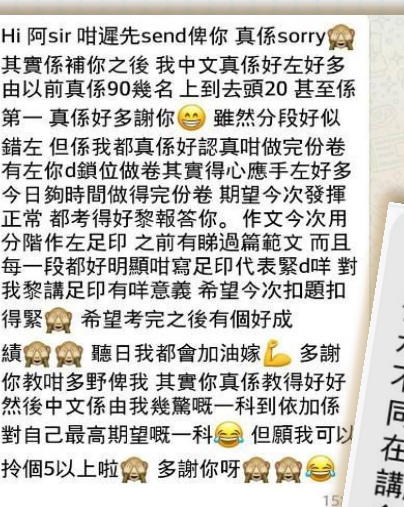 Hi 阿sir 咁遲先send俾你 真係sorry🙈
其實係補你之後 我中文真係好左好多
由以前真係90幾名 上到去頭20 甚至係
第一 真係好多謝你😁 雖然分段好似
錯左 但係我都真係好認真咁做完份卷
有左你d鎖位做卷其實得心應手左好多
今日夠時間做得完份卷 期望今次發揮
正常 都考得好黎報答你。 作文今次用
分階作左足印 之前有睇過篇範文 而且
每一段都好明顯咁寫足印代表緊d咩 對
我黎講足印有咩意義 希望今次扣題扣
得緊🙈 希望考完之後有個好成
績🙈🙈 聽日我都會加油嫁💪 多謝
你教咁多野俾我 其實你真係教得好好
然後中文係由我幾驚嘅一科到依加係
對自己最高期望嘅一科😂 但願我可以
拎個5以上啦🙈 多謝你呀🙈🙈😂
15
不
同
在
講